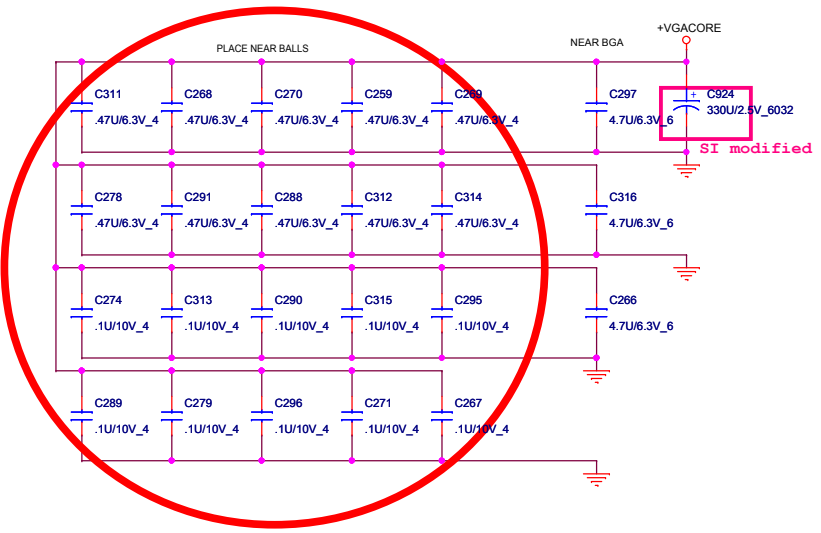 +VGACORE
PLACE NEAR BALLS
NEAR BGA
C311
.47U/6.3V_4
C268
.47U/6.3V_4
C270
.47U/6.3V_4
C259
.47U/6.3V_4
C269
.47U/6.3V_4
C297
4.7U/6.3V_6
+
C924
330U/2.5V_6032
SI modified
C278
.47U/6.3V_4
C291
.47U/6.3V_4
C288
.47U/6.3V_4
C312
.47U/6.3V_4
C314
.47U/6.3V_4
C316
4.7U/6.3V_6
C274
.1U/10V_4
C313
.1U/10V_4
C290
.1U/10V_4
C315
.1U/10V_4
C295
.1U/10V_4
C266
4.7U/6.3V_6
C289
.1U/10V_4
C279
.1U/10V_4
C296
.1U/10V_4
C271
.1U/10V_4
C267
.1U/10V_4